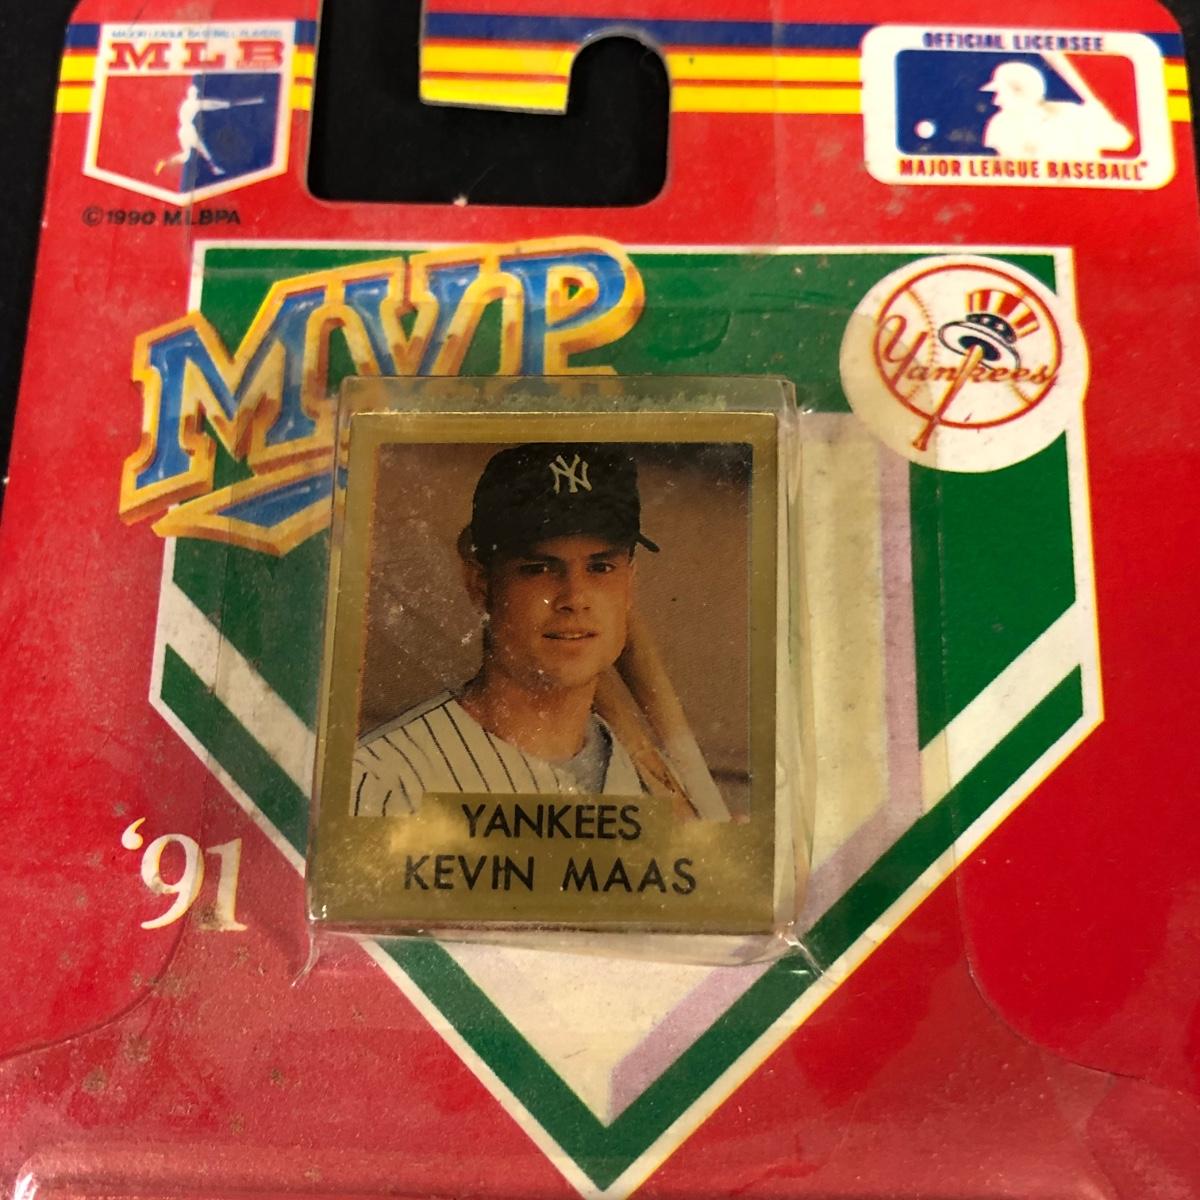 MAJOR LEAGUE BASEBALL PLAYERS
MLB
©1990 MLBPA
OFFICIAL LICENSEE
MAJOR LEAGUE BASEBALL
MVP
Yankees
NY
YANKEES
KEVIN MAAS
'91